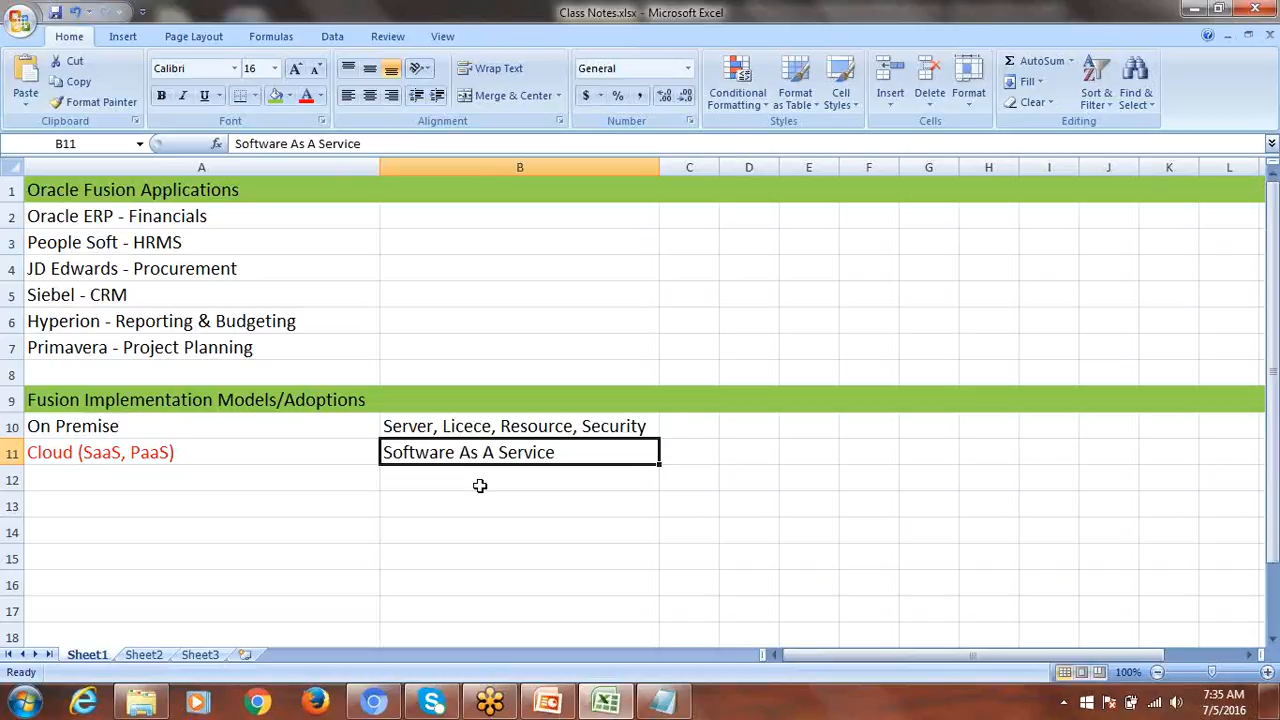 Class Notes.xlsx - Microsoft Excel
Home Insert Page Layout Formulas Data Review View
Paste
Cut
Copy
Format Painter
Clipboard
Calibri 16
B I U
Font
Wrap Text
Merge & Center
Alignment
General
$ % ,
Number
Conditional Formatting
Format as Table
Cell Styles
Styles
Insert
Delete
Format
Cells
AutoSum
Fill
Clear
Sort & Filter
Find & Select
Editing
B11 fx Software As A Service
A B C D E F G H I J K L
1 Oracle Fusion Applications
2 Oracle ERP - Financials
3 People Soft - HRMS
4 JD Edwards - Procurement
5 Siebel - CRM
6 Hyperion - Reporting & Budgeting
7 Primavera - Project Planning
8
9 Fusion Implementation Models/Adoptions
10 On Premise Server, Licece, Resource, Security
11 Cloud (SaaS, PaaS) Software As A Service
12
13
14
15
16
17
18
Sheet1 Sheet2 Sheet3
Ready 100%
7:35 AM
7/5/2016